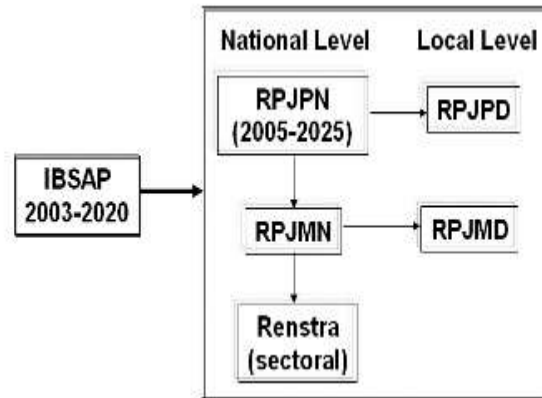 National Level Local Level
RPJPN
(2005-2025)
RPJPD
IBSAP
2003-2020
RPJMN
RPJMD
Renstra
(sectoral)